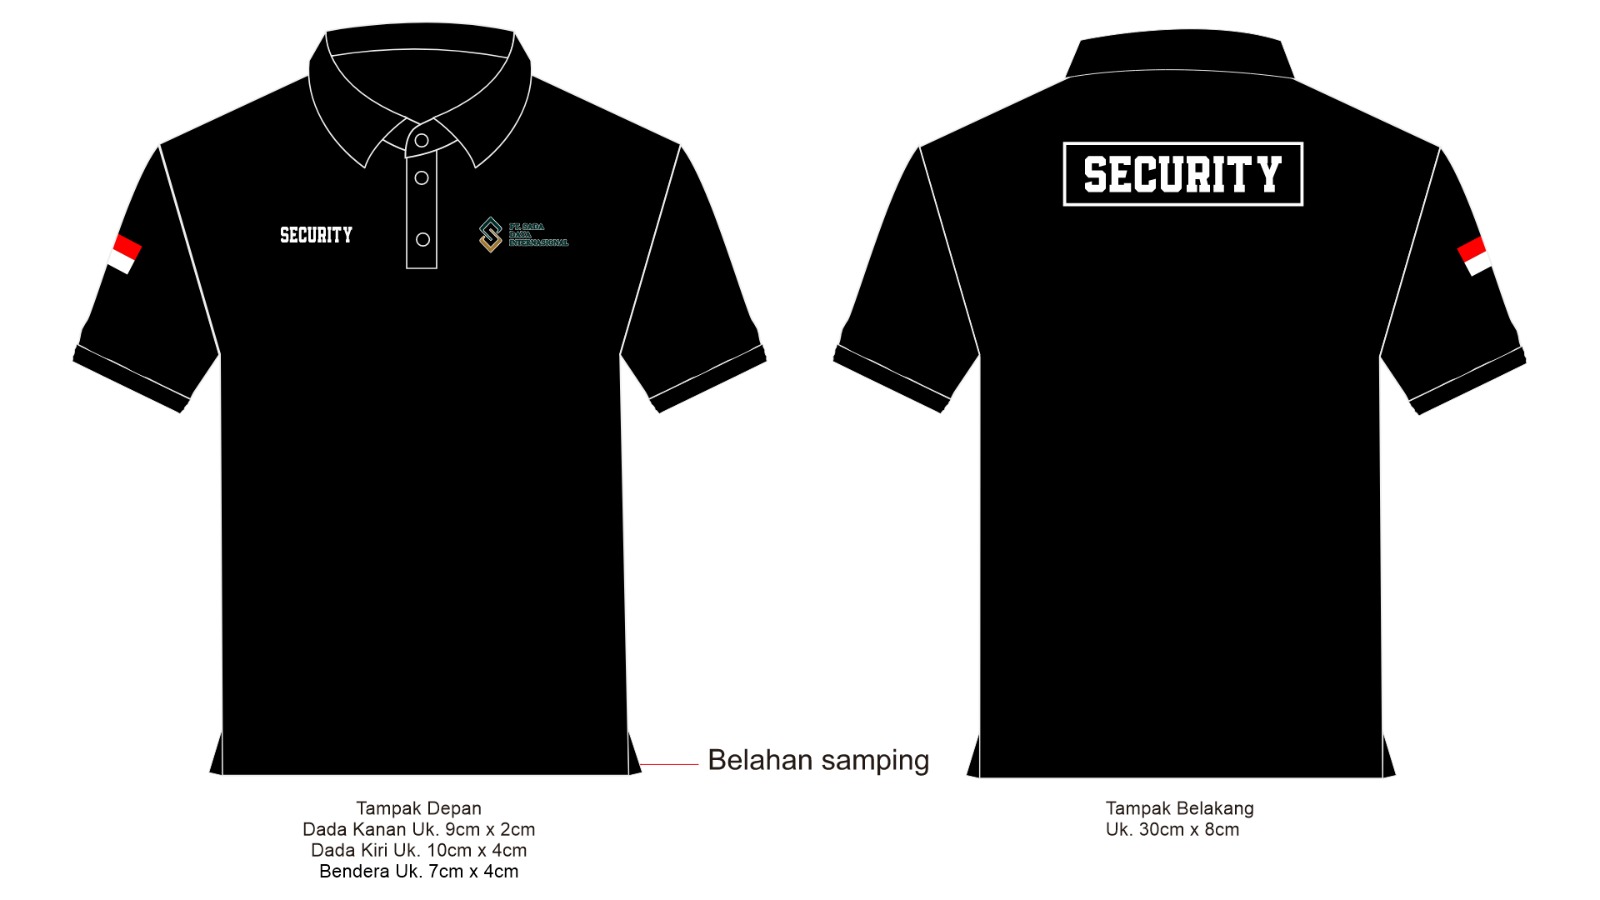 SECURITY
PT. SADA
DAYA
INTERNASIONAL
SECURITY
Belahan samping
Tampak Depan
Dada Kanan Uk. 9cm x 2cm
Dada Kiri Uk. 10cm x 4cm
Bendera Uk. 7cm x 4cm
Tampak Belakang
Uk. 30cm x 8cm